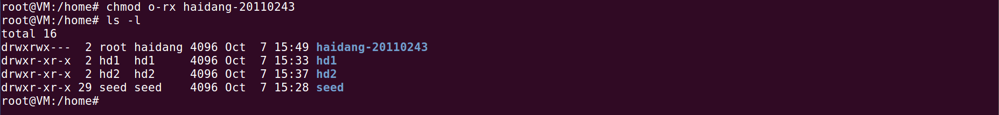 root@VM:/home# chmod o-rx haidang-20110243
root@VM:/home# ls -l
total 16
drwxrwx---  2 root haidang 4096 Oct  7 15:49 haidang-20110243
drwxr-xr-x  2 hd1  hd1     4096 Oct  7 15:33 hd1
drwxr-xr-x  2 hd2  hd2     4096 Oct  7 15:37 hd2
drwxr-xr-x 29 seed seed    4096 Oct  7 15:28 seed
root@VM:/home#